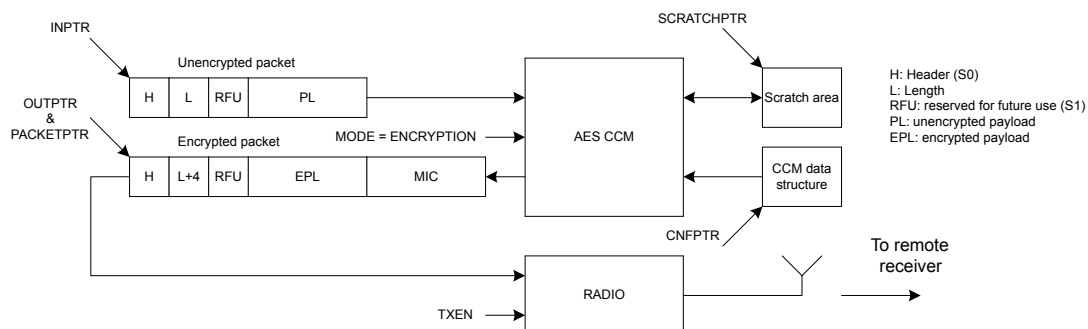 SCRATCHPTR
INPTR
Unencrypted packet
H L RFU PL
OUTPTR
&
PACKETPTR
MODE = ENCRYPTION
AES CCM
Scratch area
H: Header (S0)
L: Length
RFU: reserved for future use (S1)
PL: unencrypted payload
EPL: encrypted payload
Encrypted packet
H L+4 RFU EPL MIC
CCM data
structure
CNFPTR
To remote
receiver
RADIO
TXEN